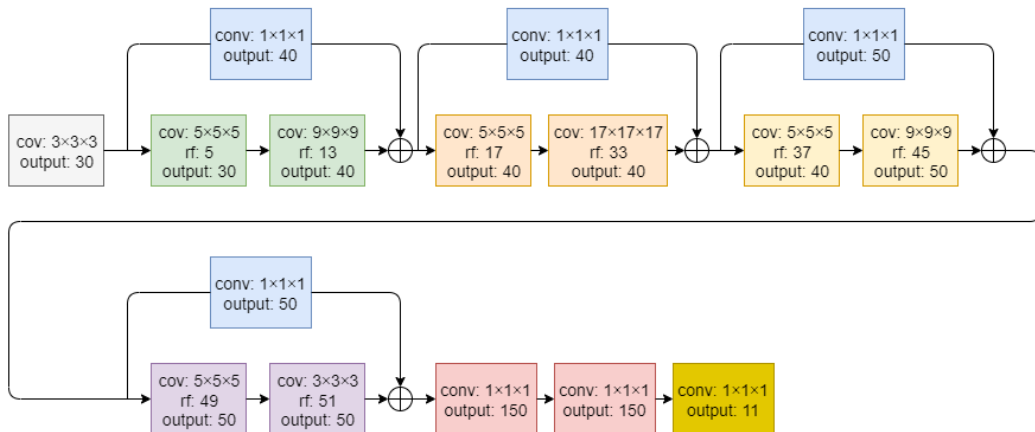 conv: 1×1×1
output: 40
conv: 1×1×1
output: 40
conv: 1×1×1
output: 50
cov: 3×3×3
output: 30
cov: 5×5×5
rf: 5
output: 30
cov: 9×9×9
rf: 13
output: 40
cov: 5×5×5
rf: 17
output: 40
cov: 17×17×17
rf: 33
output: 40
cov: 5×5×5
rf: 37
output: 40
cov: 9×9×9
rf: 45
output: 50
conv: 1×1×1
output: 50
cov: 5×5×5
rf: 49
output: 50
cov: 3×3×3
rf: 51
output: 50
conv: 1×1×1
output: 150
conv: 1×1×1
output: 150
conv: 1×1×1
output: 11